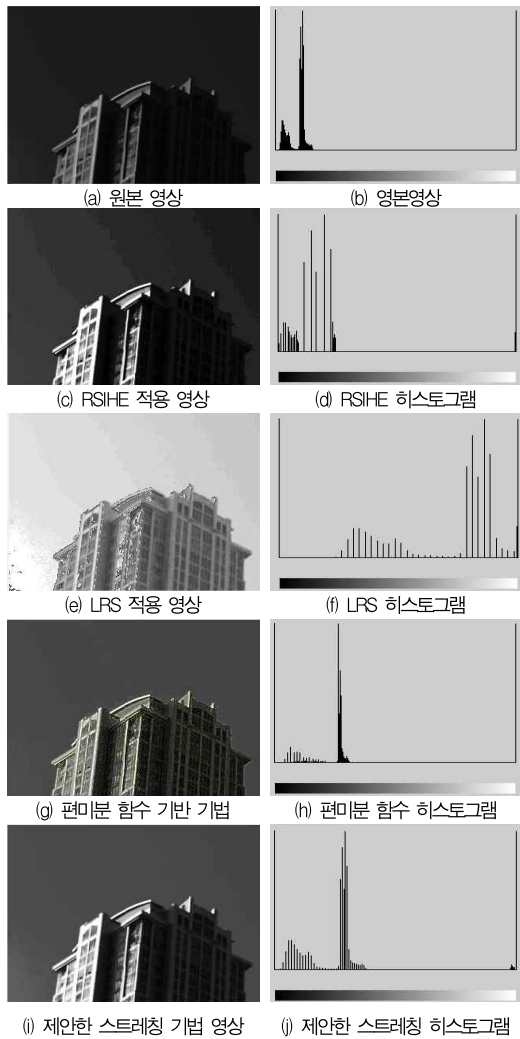 (a) 원본 영상
(b) 영본영상
(c) RSIHE 적용 영상
(d) RSIHE 히스토그램
(e) LRS 적용 영상
(f) LRS 히스토그램
(g) 편미분 함수 기반 기법
(h) 편미분 함수 히스토그램
(i) 제안한 스트레칭 기법 영상
(j) 제안한 스트레칭 히스토그램